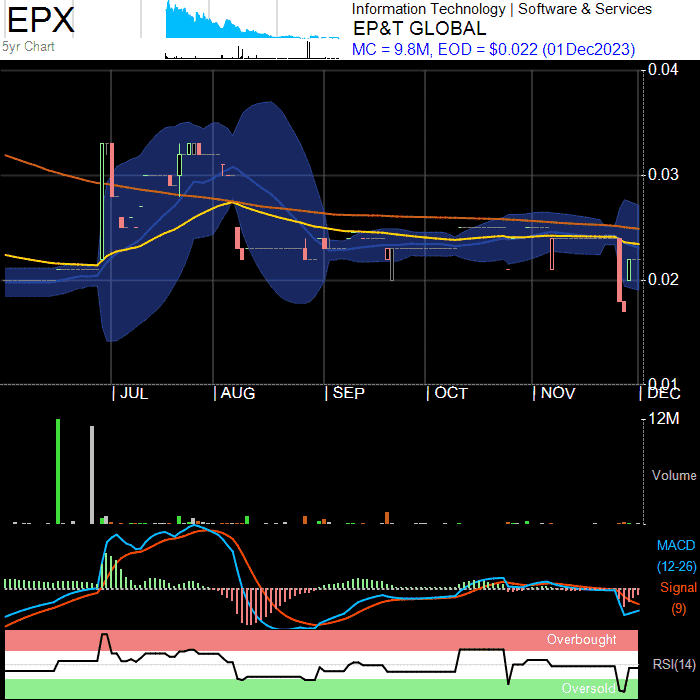 EPX
5yr Chart
Information Technology | Software & Services
EP&T GLOBAL
MC = 9.8M, EOD = $0.022 (01Dec2023)
0.04
0.03
0.02
0.01
JUL
AUG
SEP
OCT
NOV
DEC
12M
Volume
MACD
(12-26)
Signal
(9)
Overbought
RSI(14)
Oversold